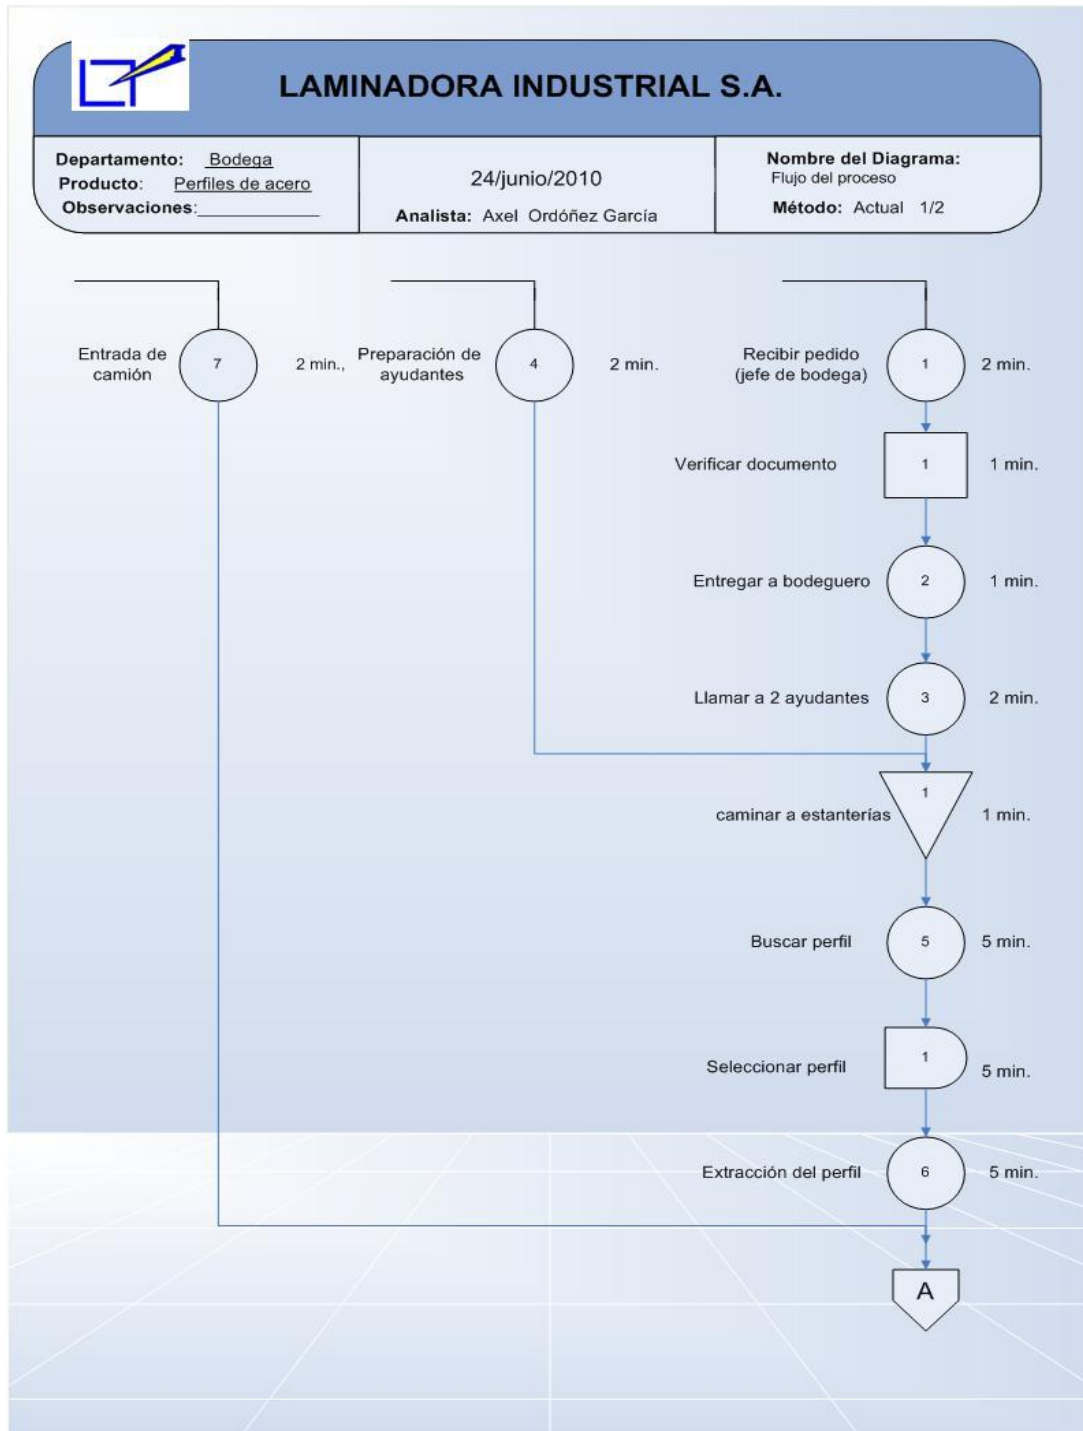 LAMINADORA INDUSTRIAL S.A.
Departamento: Bodega
Producto: Perfiles de acero
Observaciones:_____________
24/junio/2010
Analista: Axel Ordóñez García
Nombre del Diagrama:
Flujo del proceso
Método: Actual 1/2
Entrada de
camión
7
2 min.,
Preparación de
ayudantes
4
2 min.
Recibir pedido
(jefe de bodega)
1
2 min.
Verificar documento
1
1 min.
Entregar a bodeguero
2
1 min.
Llamar a 2 ayudantes
3
2 min.
caminar a estanterías
1
1 min.
Buscar perfil
5
5 min.
Seleccionar perfil
1
5 min.
Extracción del perfil
6
5 min.
A